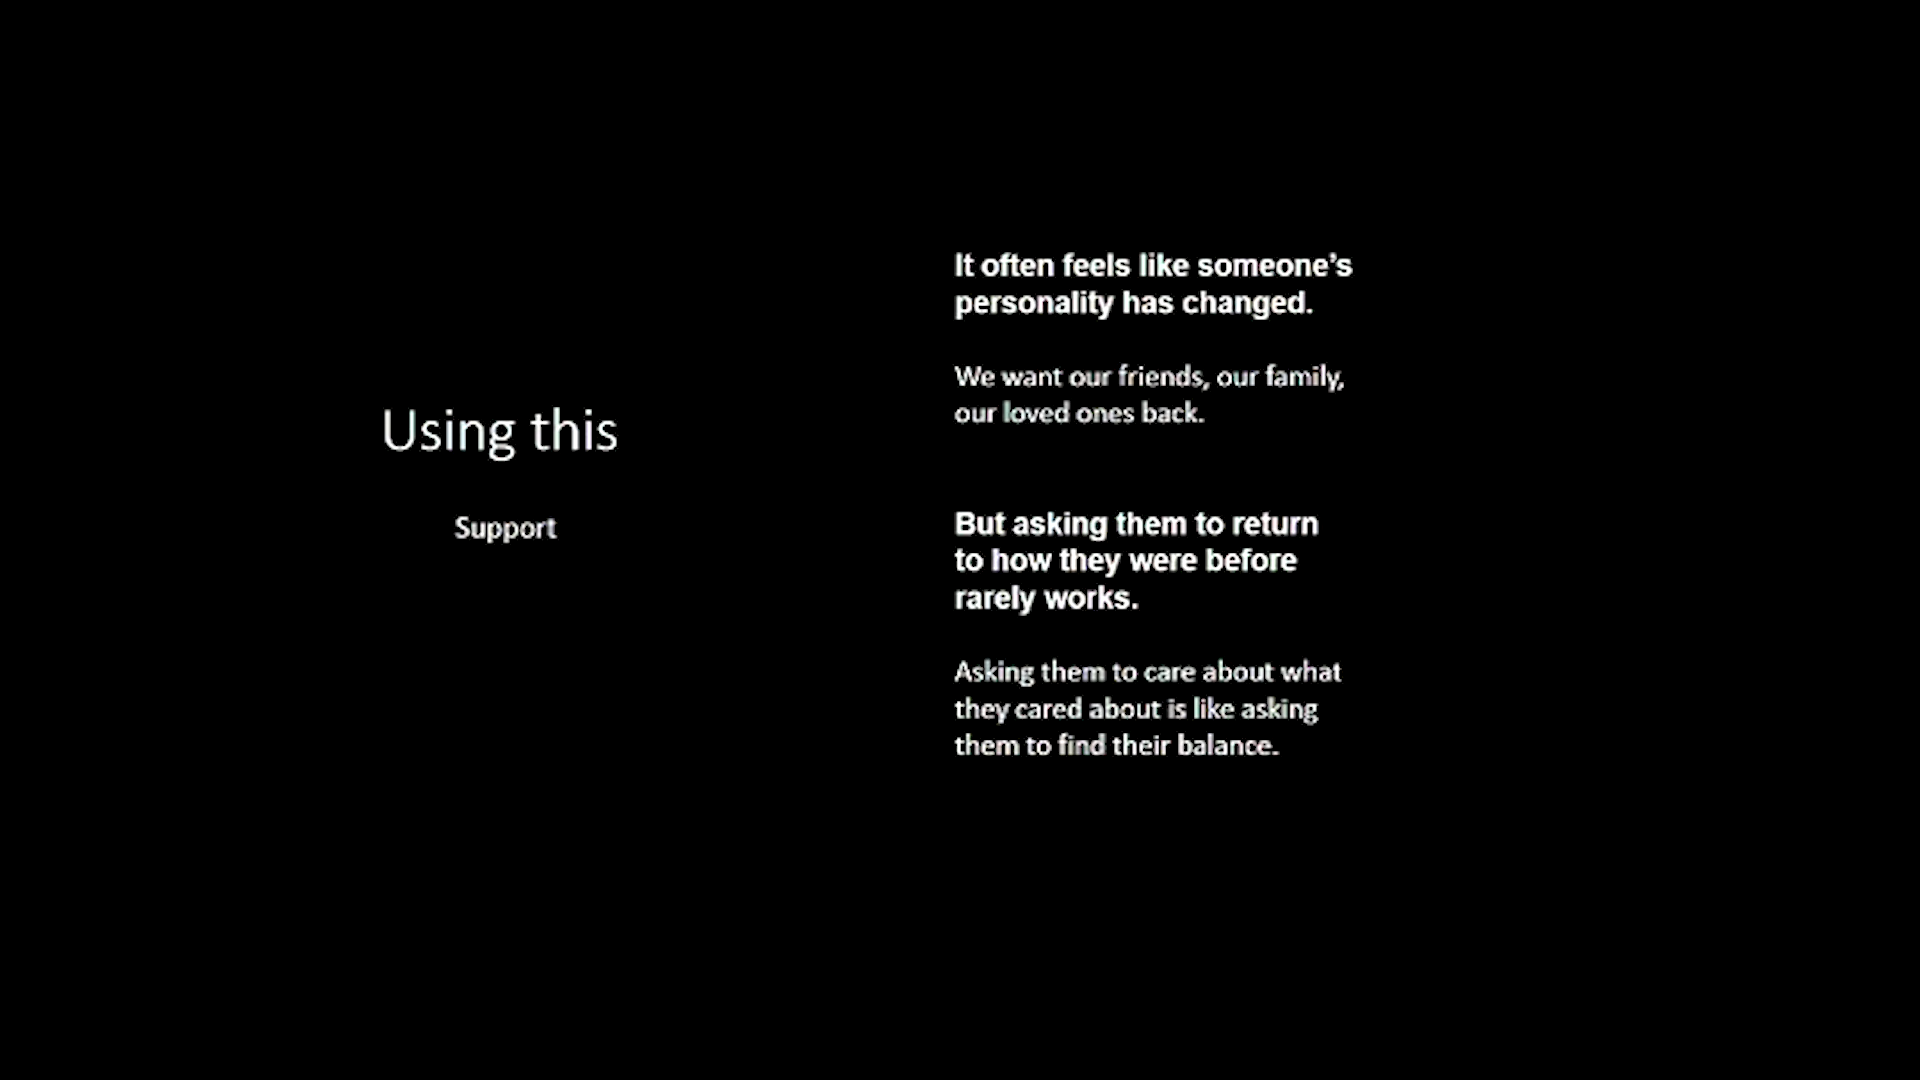 Using this
Support
It often feels like someone’s
personality has changed.
We want our friends, our family,
our loved ones back.
But asking them to return
to how they were before
rarely works.
Asking them to care about what
they cared about is like asking
them to find their balance.